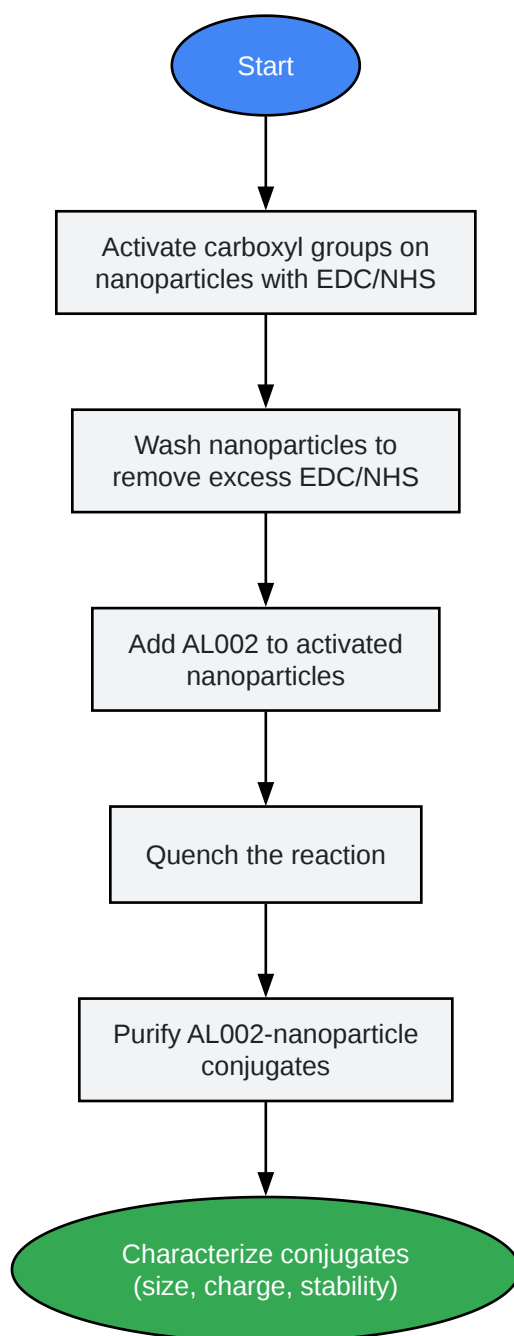 Start
Activate carboxyl groups on
nanoparticles with EDC/NHS
Wash nanoparticles to
remove excess EDC/NHS
Add AL002 to activated
nanoparticles
Quench the reaction
Purify AL002-nanoparticle
conjugates
Characterize conjugates
(size, charge, stability)